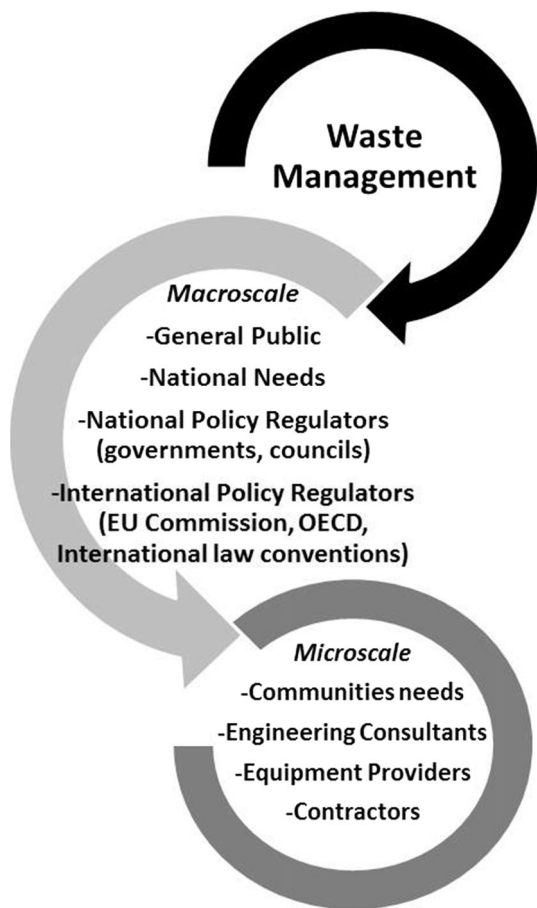 Waste
Management
Macroscale
-General Public
-National Needs
-National Policy Regulators
(governments, councils)
-International Policy Regulators
(EU Commission, OECD,
International law conventions)
Microscale
-Communities needs
-Engineering Consultants
-Equipment Providers
-Contractors